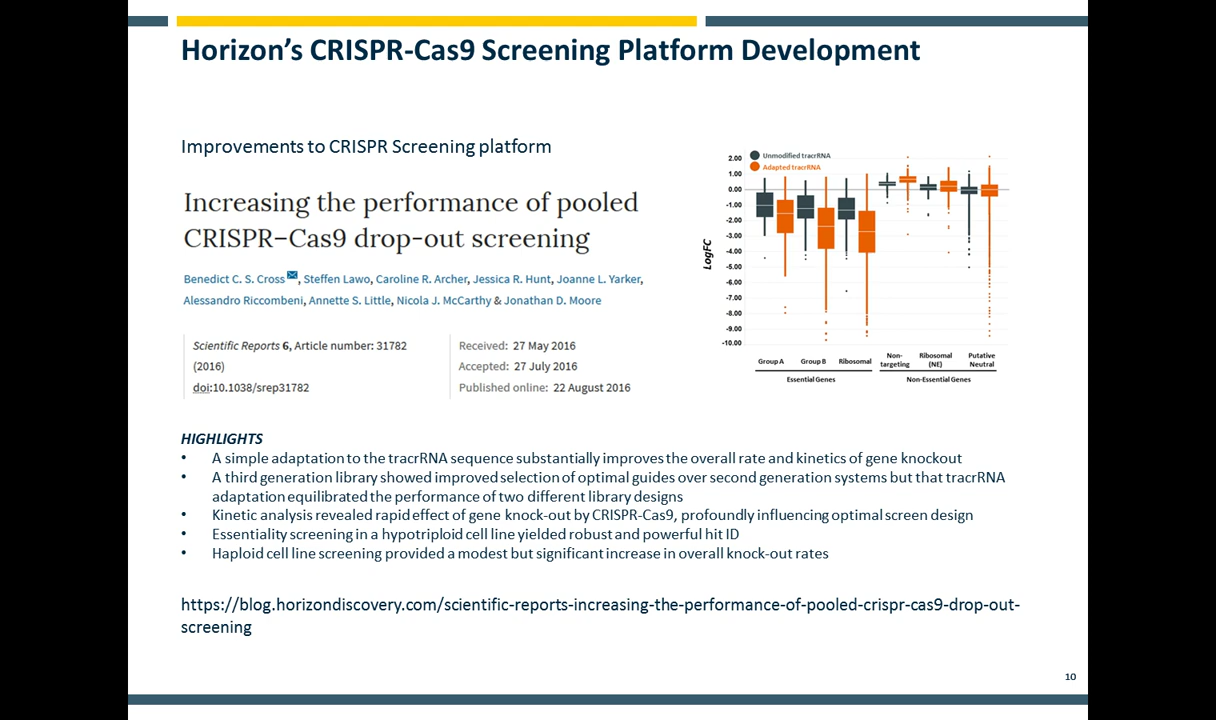 Horizon’s CRISPR-Cas9 Screening Platform Development
Improvements to CRISPR Screening platform
Increasing the performance of pooled
CRISPR–Cas9 drop-out screening
Benedict C. S. Cross, Steffen Lawo, Caroline R. Archer, Jessica R. Hunt, Joanne L. Yarker,
Alessandro Riccombeni, Annette S. Little, Nicola J. McCarthy & Jonathan D. Moore
Scientific Reports 6, Article number: 31782
(2016)
doi:10.1038/srep31782
Received: 27 May 2016
Accepted: 27 July 2016
Published online: 22 August 2016
Unmodified tracrRNA
Adapted tracrRNA
LogFC
2.00
1.00
0.00
-1.00
-2.00
-3.00
-4.00
-5.00
-6.00
-7.00
-8.00
-9.00
-10.00
Group A
Group B
Ribosomal
Non-
targeting
Ribosomal
(NE)
Putative
Neutral
Essential Genes
Non-Essential Genes
HIGHLIGHTS
• A simple adaptation to the tracrRNA sequence substantially improves the overall rate and kinetics of gene knockout
• A third generation library showed improved selection of optimal guides over second generation systems but that tracrRNA
adaptation equilibrated the performance of two different library designs
• Kinetic analysis revealed rapid effect of gene knock-out by CRISPR-Cas9, profoundly influencing optimal screen design
• Essentiality screening in a hypotriploid cell line yielded robust and powerful hit ID
• Haploid cell line screening provided a modest but significant increase in overall knock-out rates
https://blog.horizondiscovery.com/scientific-reports-increasing-the-performance-of-pooled-crispr-cas9-drop-out-
screening
10